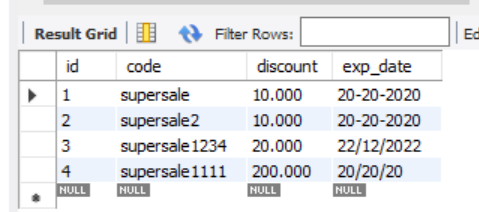 Result Grid Filter Rows: Ed
id code discount exp_date
1 supersale 10.000 20-20-2020
2 supersale2 10.000 20-20-2020
3 supersale1234 20.000 22/12/2022
4 supersale1111 200.000 20/20/20
NULL NULL NULL NULL